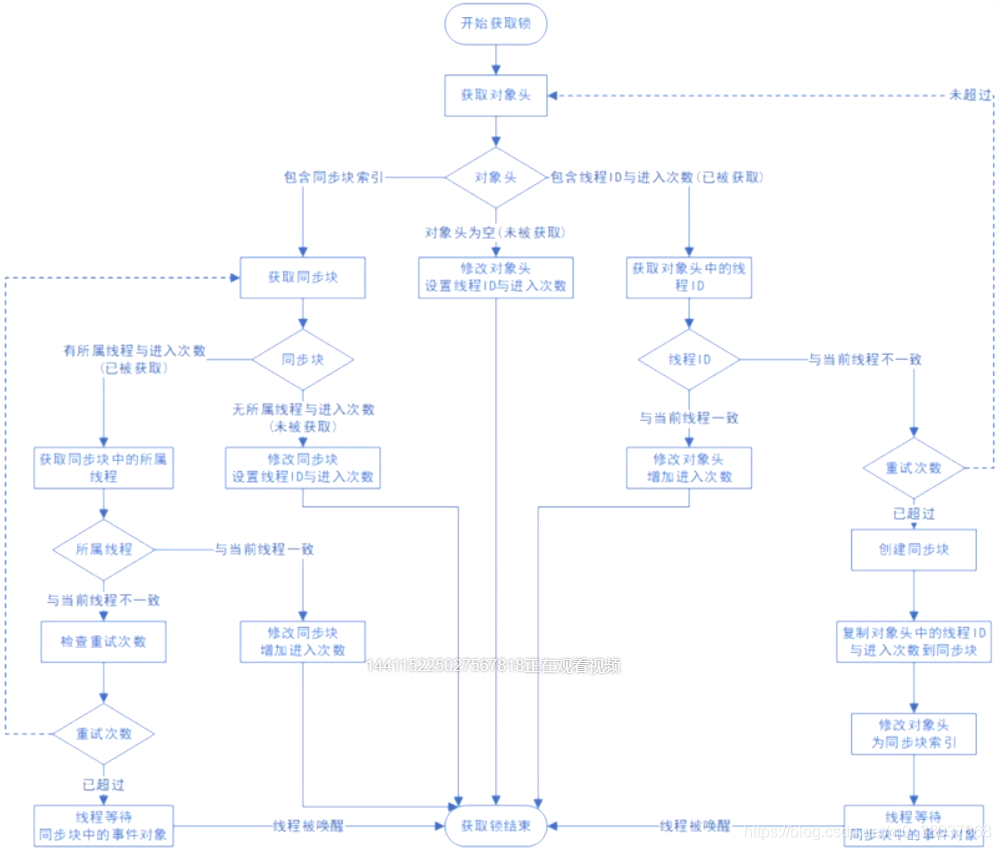 开始获取锁
获取对象头
未超过
对象头
包含同步块索引
包含线程ID与进入次数(已被获取)
对象头为空(未被获取)
获取同步块
修改对象头
设置线程ID与进入次数
获取对象头中的线
程ID
有所属线程与进入次数
(已被获取)
同步块
线程ID
与当前线程不一致
无所属线程与进入次数
(未被获取)
与当前线程一致
获取同步块中的所属
线程
修改同步块
设置线程ID与进入次数
修改对象头
增加进入次数
重试次数
已超过
所属线程
与当前线程一致
创建同步块
与当前线程不一致
检查重试次数
修改同步块
增加进入次数
复制对象头中的线程ID
与进入次数到同步块
144115225027567818正在观看视频
重试次数
修改对象头
为同步块索引
已超过
线程等待
同步块中的事件对象
线程被唤醒
获取锁结束
线程被唤醒
线程等待
同步块中的事件对象